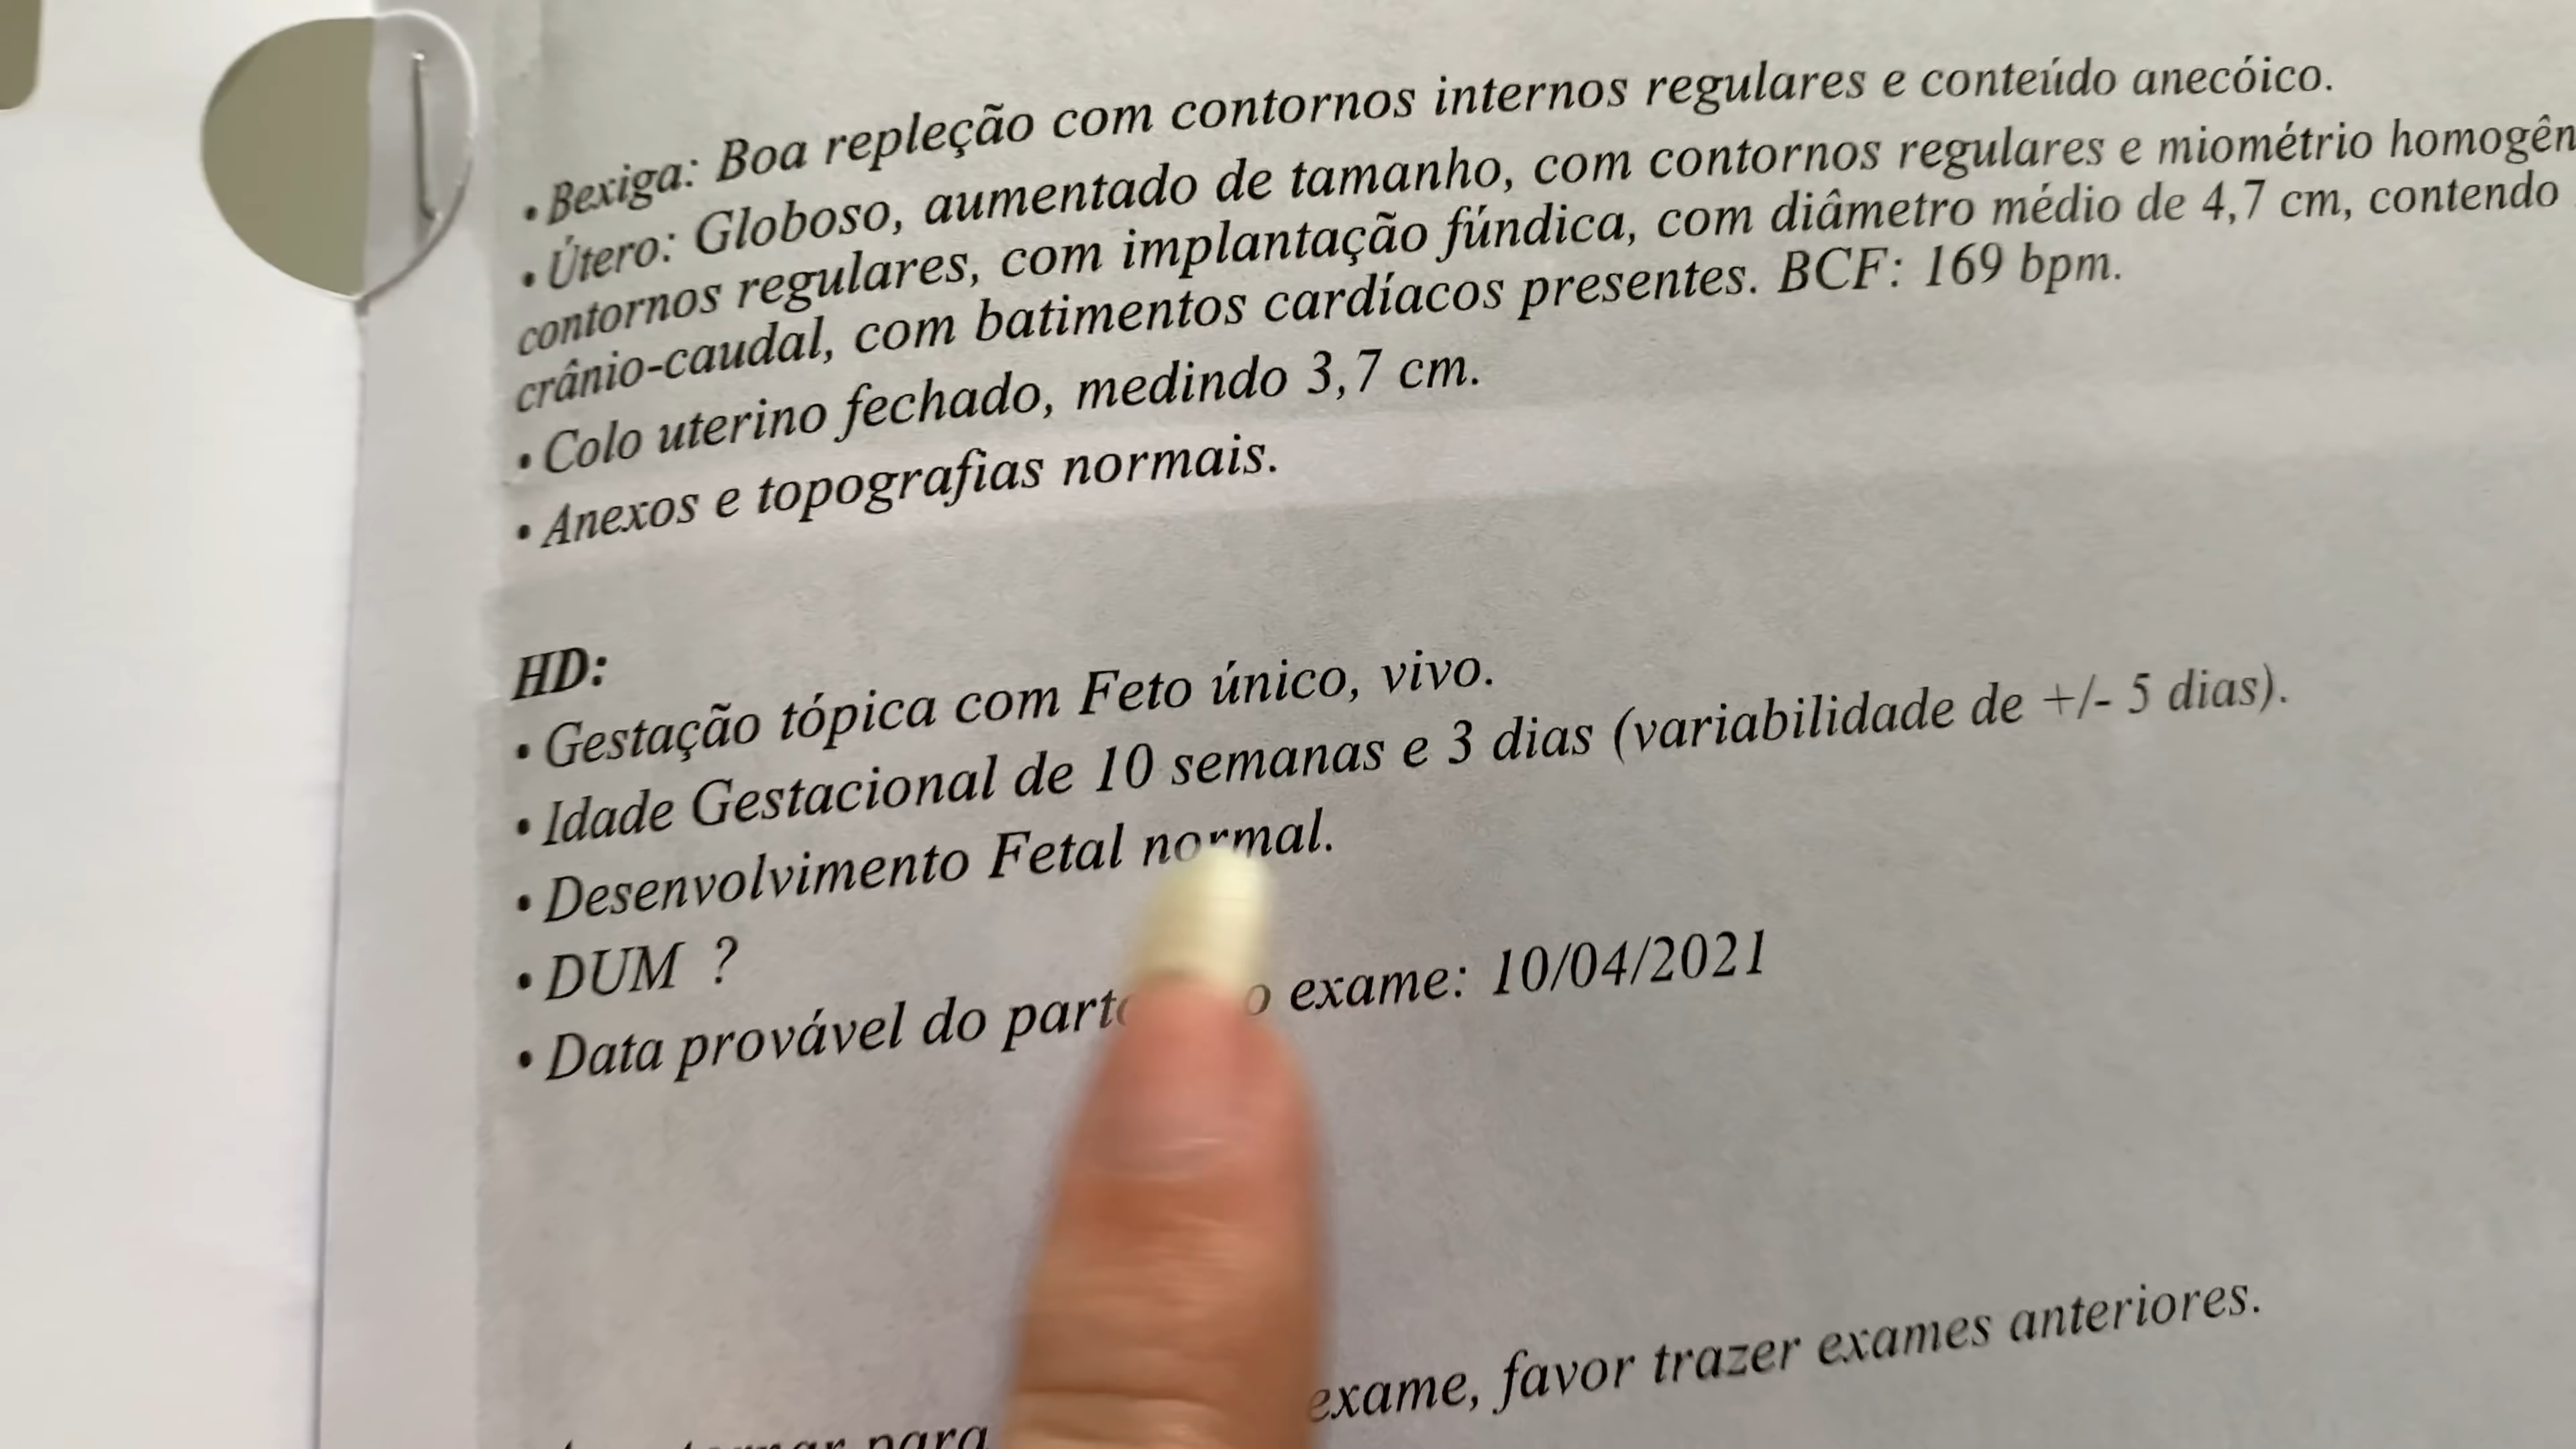 • Bexiga: Boa repleção com contornos internos regulares e conteúdo anecóico.
• Útero: Globoso, aumentado de tamanho, com contornos regulares e miométrio
contornos regulares, com implantação fúndica, com diâmetro médio de 4,7 cm, contendo
crânio-caudal, com batimentos cardíacos presentes. BCF: 169 bpm.
• Colo uterino fechado, medindo 3,7 cm.
• Anexos e topografias normais.
HD:
• Gestação tópica com Feto único, vivo.
• Idade Gestacional de 10 semanas e 3 dias (variabilidade de +/- 5 dias).
• Desenvolvimento Fetal normal.
• DUM ?
• Data provável do exame: 10/04/2021
para exame, favor trazer exames anteriores.